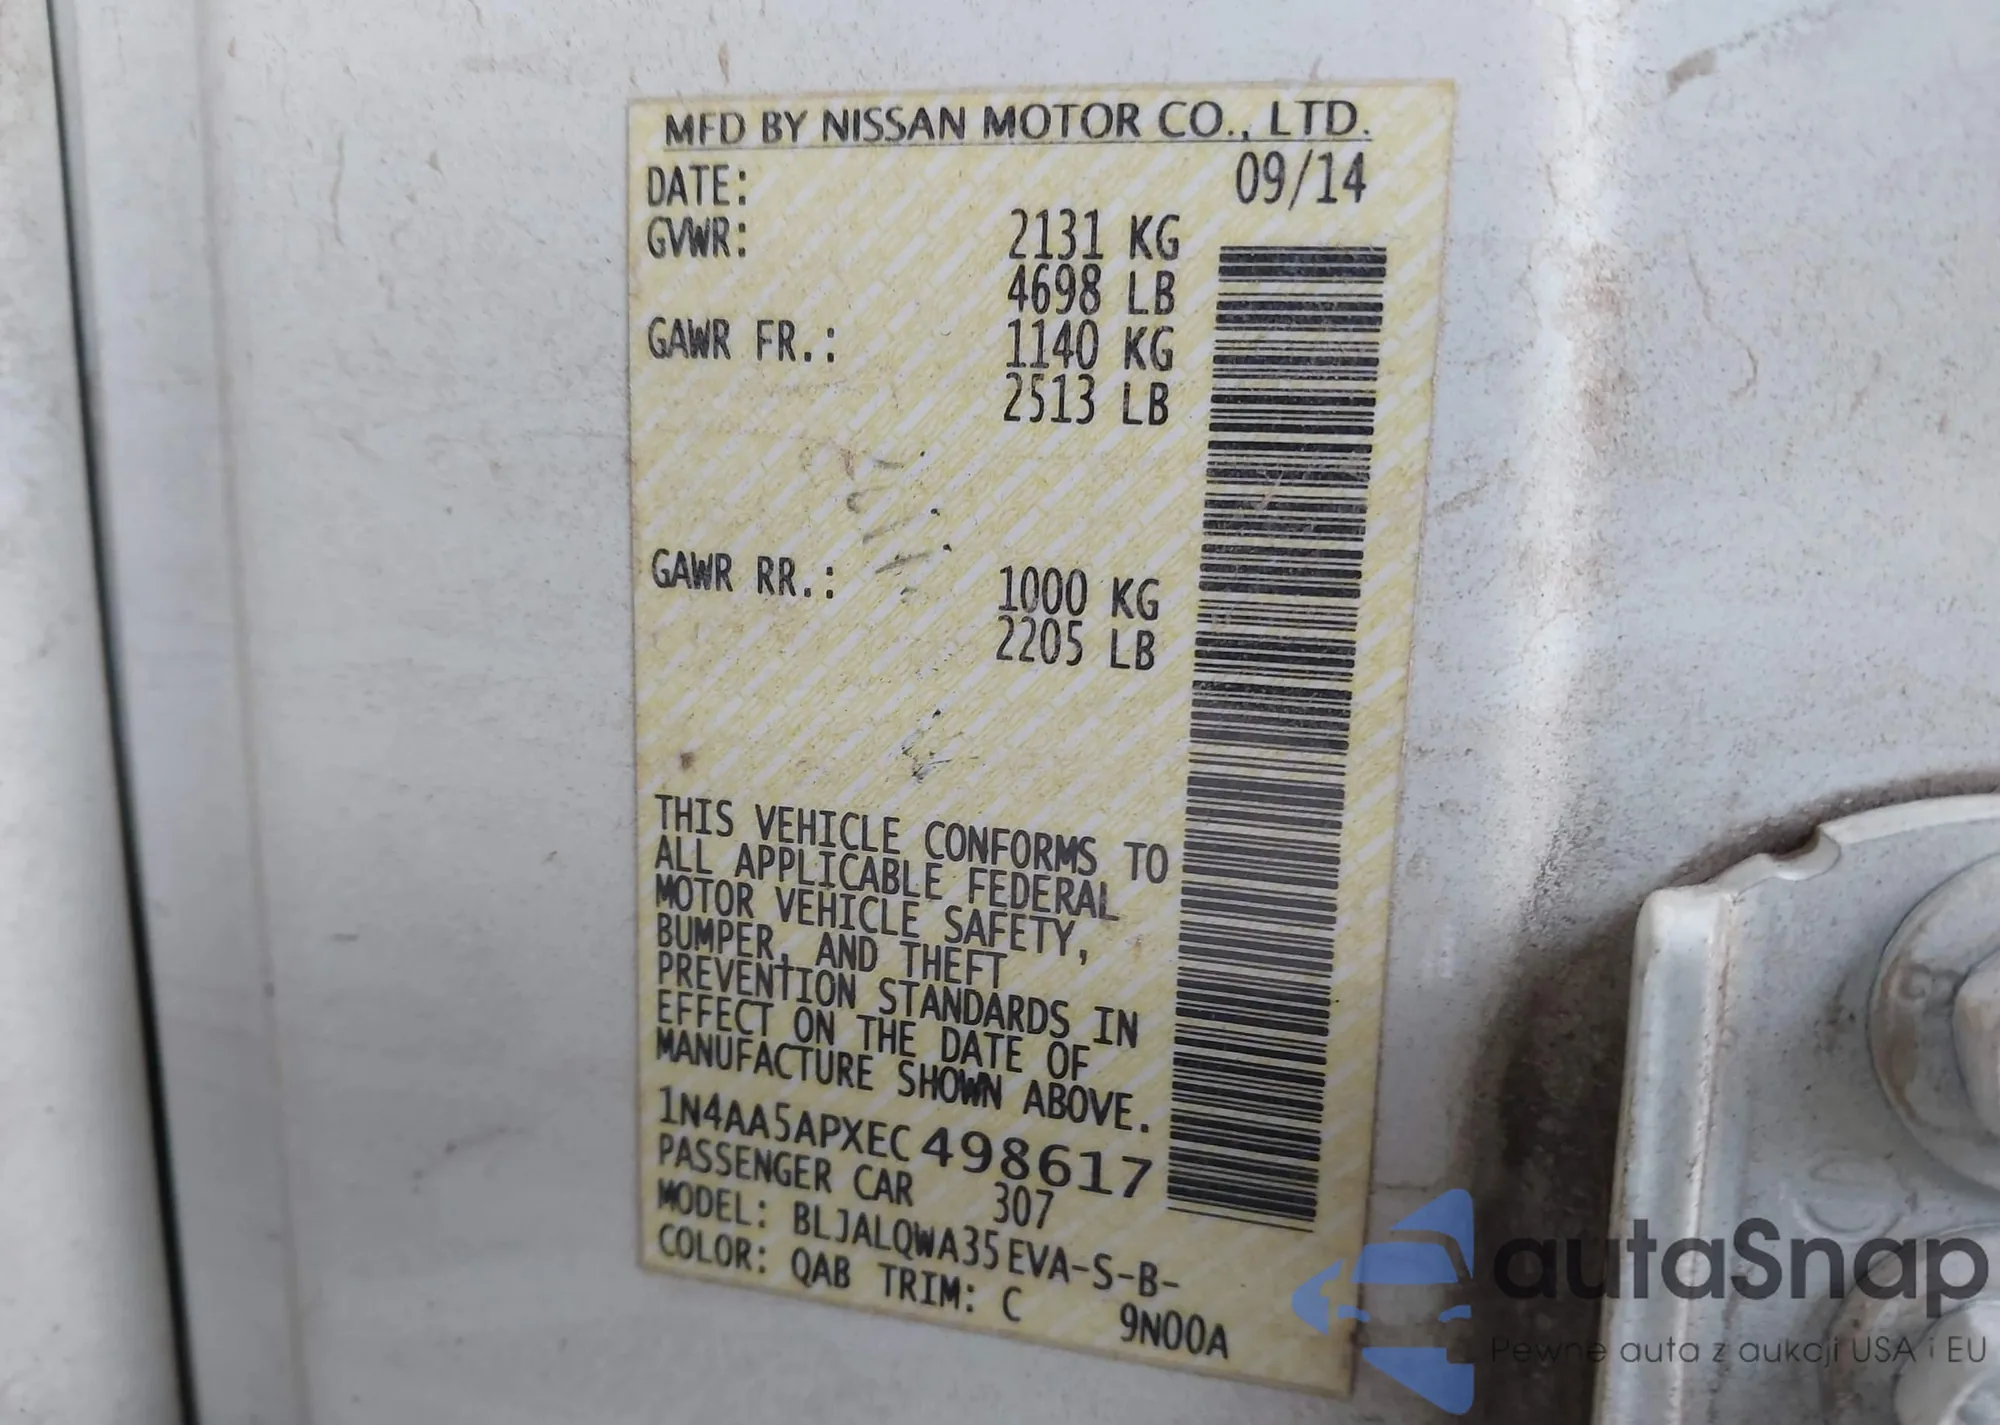 MFD BY NISSAN MOTOR CO., LTD.
DATE: 09/14
GVWR: 2131 KG
4698 LB
GAWR FR.: 1140 KG
2513 LB
GAWR RR.: 1000 KG
2205 LB
THIS VEHICLE CONFORMS TO
ALL APPLICABLE FEDERAL
MOTOR VEHICLE SAFETY,
BUMPER, AND THEFT
PREVENTION STANDARDS IN
EFFECT ON THE DATE OF
MANUFACTURE SHOWN ABOVE.
1N4AA5APXEC498617
PASSENGER CAR 307
MODEL: BLJALQWA35EVA-S-B-
COLOR: QAB TRIM: C 9N00A
autaSnap
Pewne auta z aukcji USA i EU